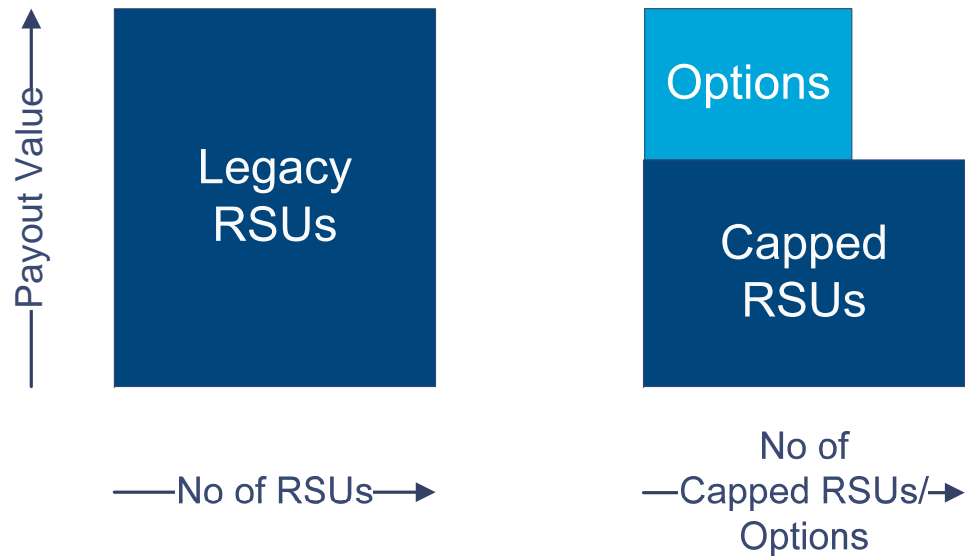 Payout Value
Legacy
RSUs
Options
Capped
RSUs
No of RSUs
No of
Capped RSUs/
Options